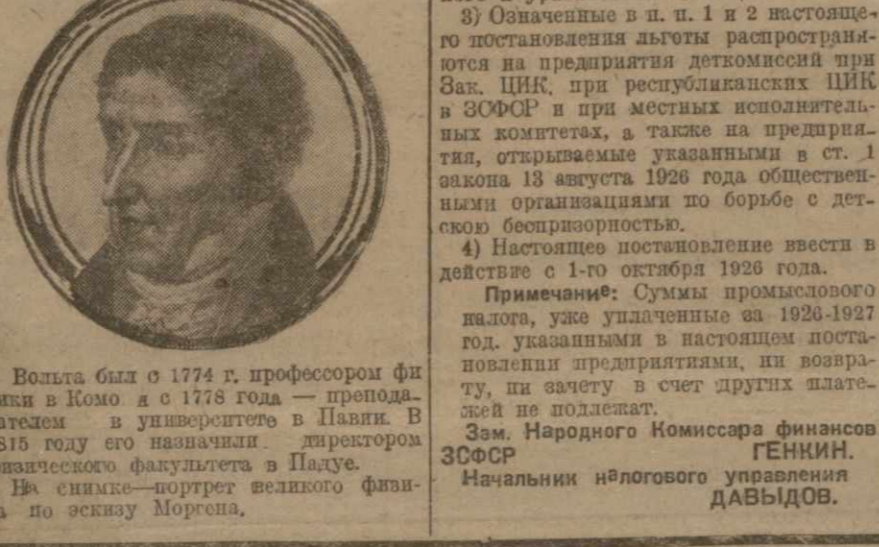 Вольта был с 1774 г. профессором фи
ики в Комо а с 1778 года — препода-
ателем в университете в Павии. В
815 году его назначили директором
изического факультета в Падуе.
На снимке—портрет великого физи-
а по эскизу Моргена.
3) Означенные в п. п. 1 и 2 настояще-
го постановления льготы распространя-
ются на предприятия деткомиссий при
Зак. ЦИК, при республиканских ЦИК
в ЗСФСР и при местных исполнитель-
ных комитетах, а также на предприя-
тия, открываемые указанными в ст. 1
закона 13 августа 1926 года обществен-
ными организациями по борьбе с дет-
скою беспризорностью.
4) Настоящее постановление ввести в
действие с 1-го октября 1926 года.
Примечание: Суммы промыслового
налога, уже уплаченные за 1926-1927
год. указанными в настоящем поста-
новлении предприятиями, ни возвра-
ту, ни зачету в счет других плате-
жей не подлежат.
Зам. Народного Комиссара финансов
ЗСФСР ГЕНКИН.
Начальник налогового управления
ДАВЫДОВ.